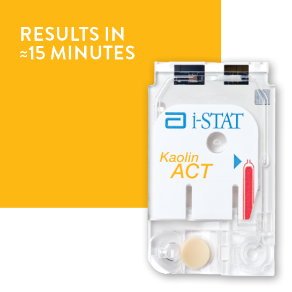 RESULTS IN
≈15 MINUTES
i-STAT
Kaolin
ACT